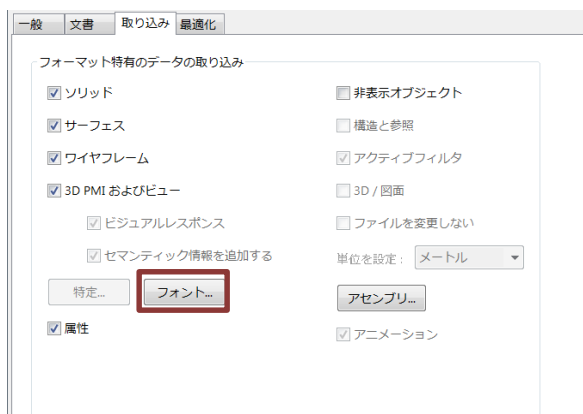 一般 文書 取り込み 最適化
フォーマット特有のデータの取り込み
ソリッド
サーフェス
ワイヤフレーム
3D PMI およびビュー
ビジュアルレスポンス
セマンティック情報を追加する
特定... フォント...
属性
非表示オブジェクト
構造と参照
アクティブフィルタ
3D / 図面
ファイルを変更しない
単位を設定 : メートル
アセンブリ...
アニメーション